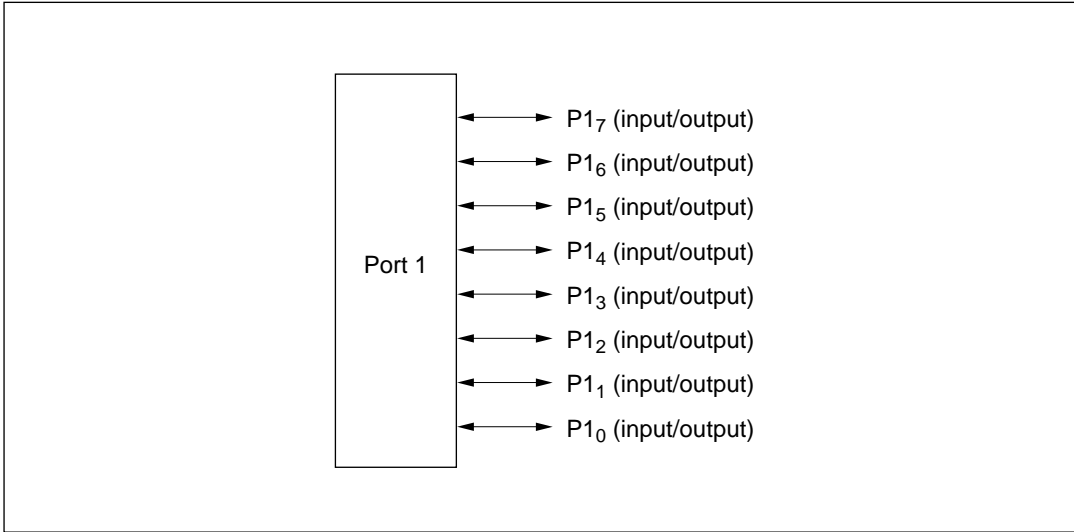 P1₇ (input/output)
P1₆ (input/output)
P1₅ (input/output)
P1₄ (input/output)
Port 1
P1₃ (input/output)
P1₂ (input/output)
P1₁ (input/output)
P1₀ (input/output)